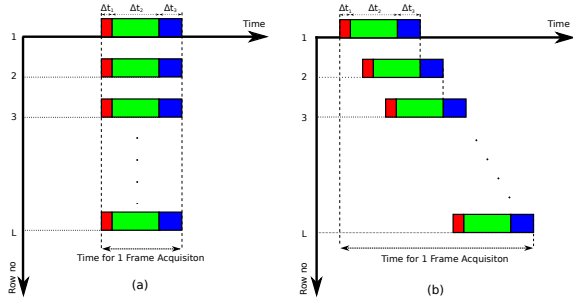 Δt₁ Δt₂ Δt₃
Time
1
2
3
L
Row no
Time for 1 Frame Acquisiton
(a)
Δt₁ Δt₂ Δt₃
Time
1
2
3
L
Row no
Time for 1 Frame Acquisiton
(b)